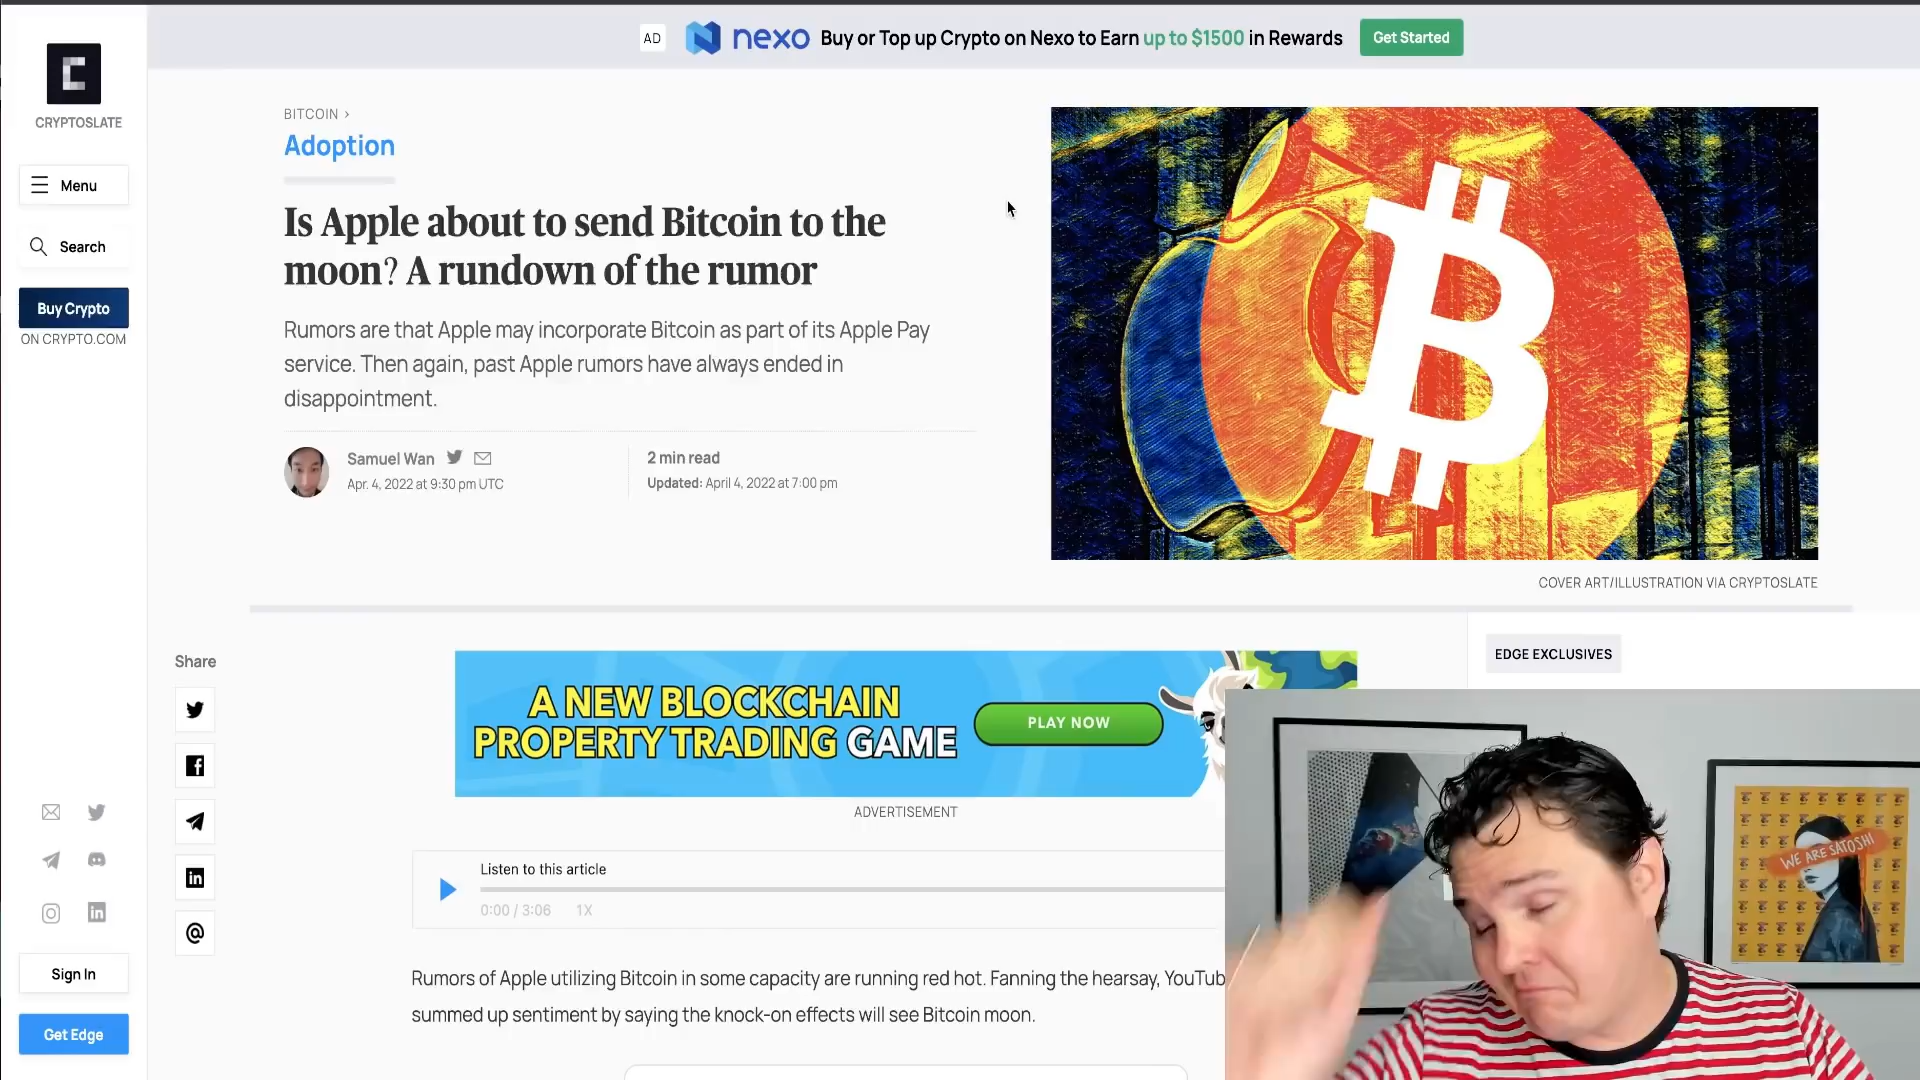 AD
nexo
Buy or Top up Crypto on Nexo to Earn up to $1500 in Rewards
Get Started
C
CRYPTOSLATE
Menu
Search
Buy Crypto
ON CRYPTO.COM
BITCOIN >
Adoption
Is Apple about to send Bitcoin to the
moon? A rundown of the rumor
Rumors are that Apple may incorporate Bitcoin as part of its Apple Pay
service. Then again, past Apple rumors have always ended in
disappointment.
Samuel Wan
Apr. 4, 2022 at 9:30 pm UTC
2 min read
Updated: April 4, 2022 at 7:00 pm
COVER ART/ILLUSTRATION VIA CRYPTOSLATE
Share
A NEW BLOCKCHAIN
PROPERTY TRADING GAME
PLAY NOW
ADVERTISEMENT
EDGE EXCLUSIVES
Listen to this article
0:00 / 3:06 1X
Rumors of Apple utilizing Bitcoin in some capacity are running red hot. Fanning the hearsay, YouTub
summed up sentiment by saying the knock-on effects will see Bitcoin moon.
Sign In
Get Edge
WE ARE SATOSHI